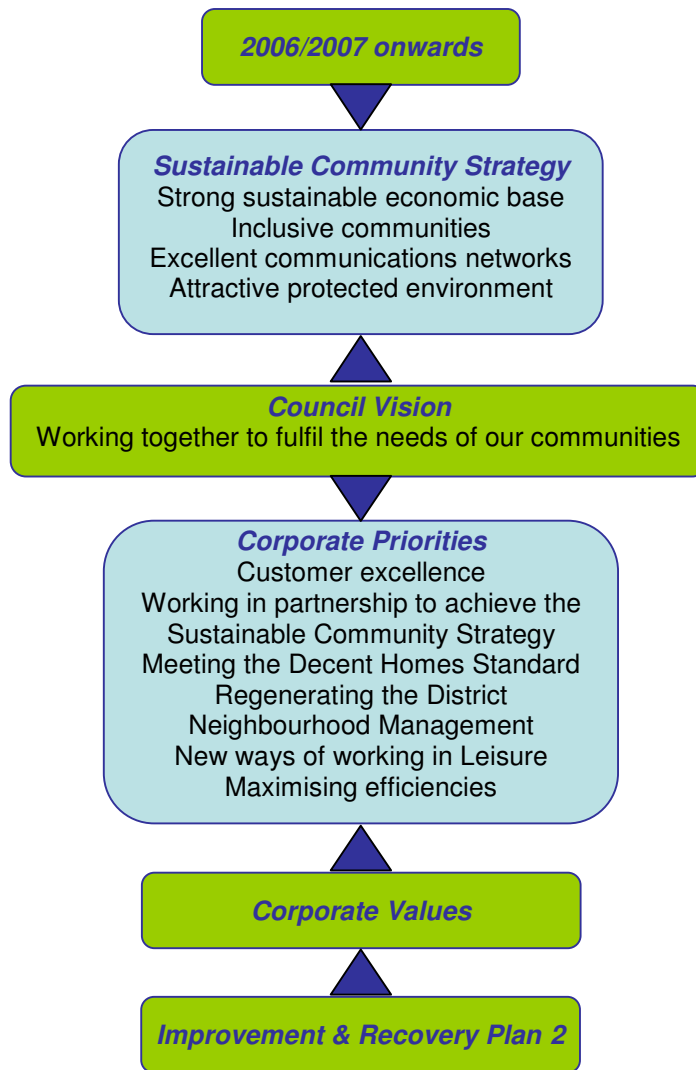 2006/2007 onwards
Sustainable Community Strategy
Strong sustainable economic base
Inclusive communities
Excellent communications networks
Attractive protected environment
Council Vision
Working together to fulfil the needs of our communities
Corporate Priorities
Customer excellence
Working in partnership to achieve the
Sustainable Community Strategy
Meeting the Decent Homes Standard
Regenerating the District
Neighbourhood Management
New ways of working in Leisure
Maximising efficiencies
Corporate Values
Improvement & Recovery Plan 2